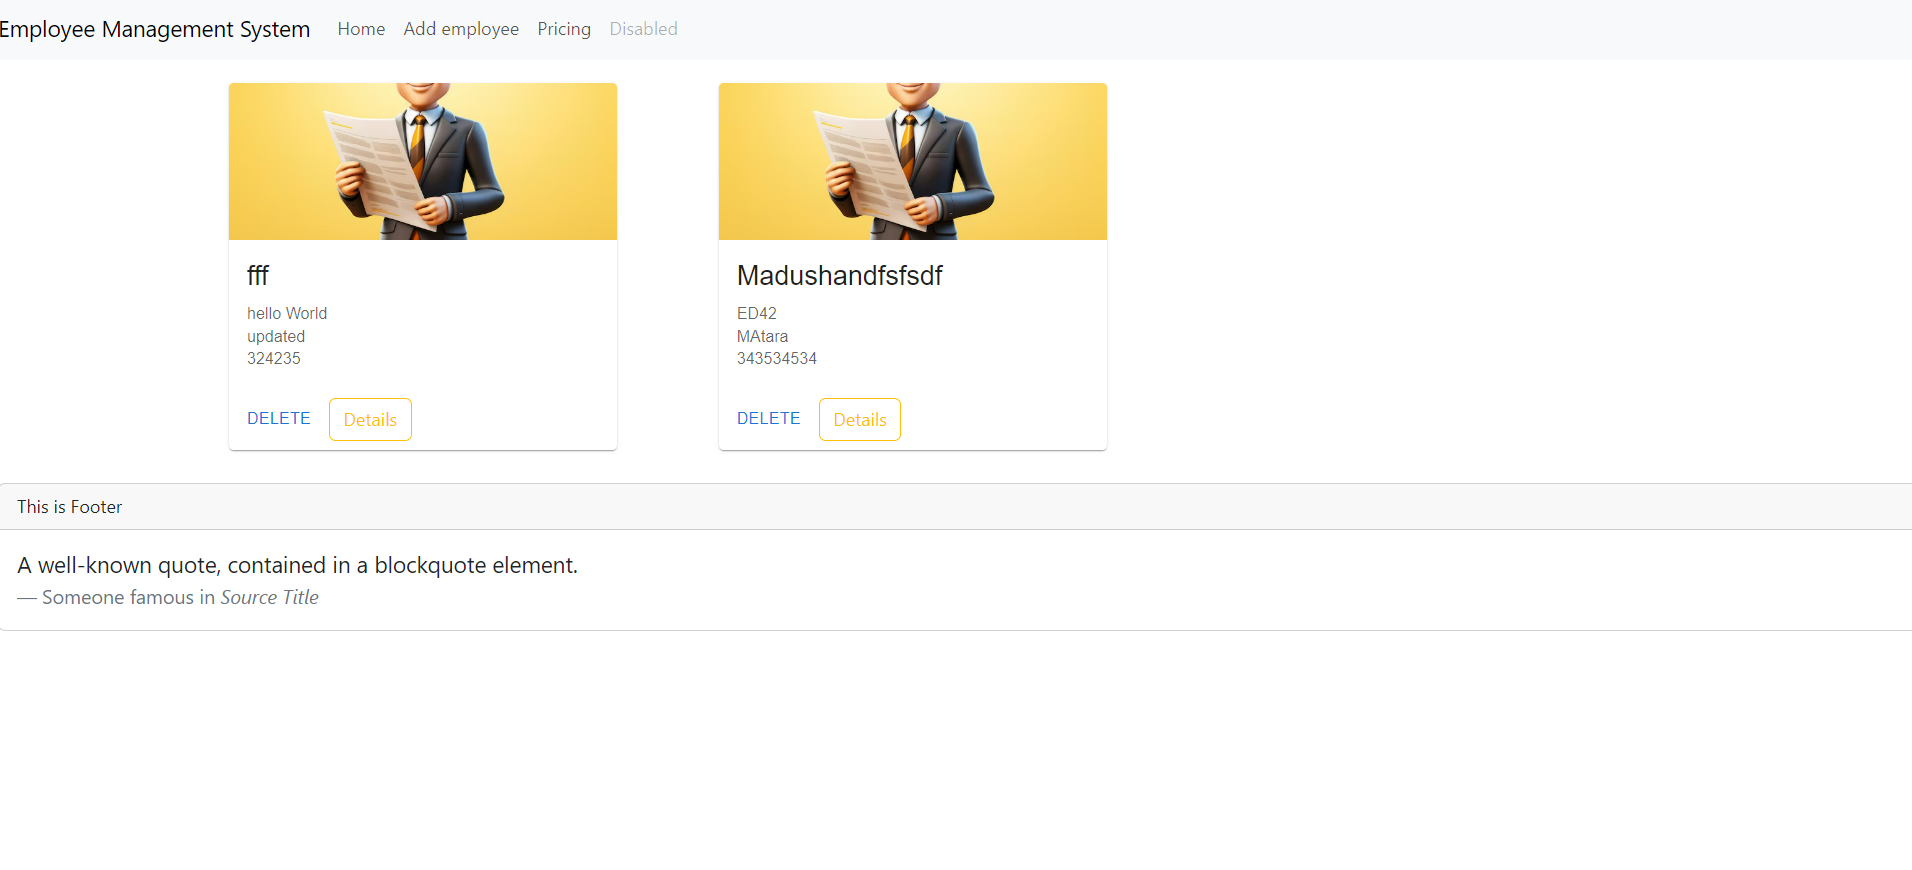 Employee Management System Home Add employee Pricing Disabled
fff
hello World
updated
324235
DELETE Details
Madushandfsfsdf
ED42
MAtara
343534534
DELETE Details
This is Footer
A well-known quote, contained in a blockquote element.
— Someone famous in Source Title